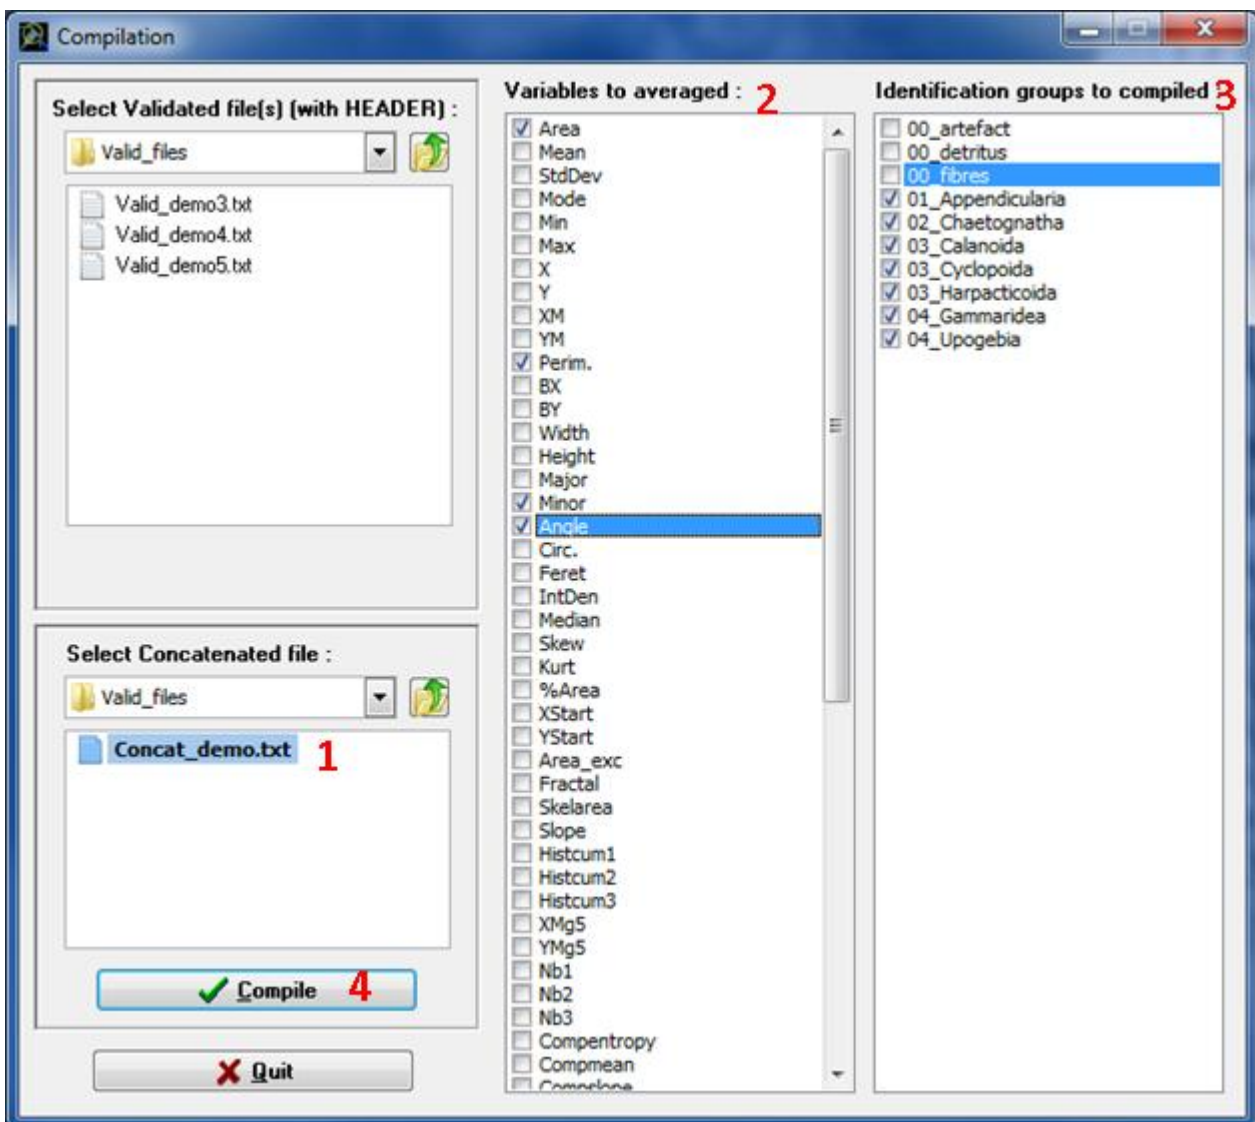 Compilation
Select Validated file(s) (with HEADER) :
Valid_files
Valid_demo3.txt
Valid_demo4.txt
Valid_demo5.txt
Select Concatenated file :
Valid_files
Concat_demo.txt 1
Compile 4
Quit
Variables to averaged : 2
Area
Mean
StdDev
Mode
Min
Max
X
Y
XM
YM
Perim.
BX
BY
Width
Height
Major
Minor
Angle
Circ.
Feret
IntDen
Median
Skew
Kurt
%Area
XStart
YStart
Area_exc
Fractal
Skelarea
Slope
Histcum1
Histcum2
Histcum3
XMg5
YMg5
Nb1
Nb2
Nb3
Compentropy
Compmean
Compslope
Identification groups to compiled 3
00_artefact
00_detritus
00_fibres
01_Appendicularia
02_Chaetognatha
03_Calanoida
03_Cyclopoida
03_Harpacticoida
04_Gammaridea
04_Upogebia